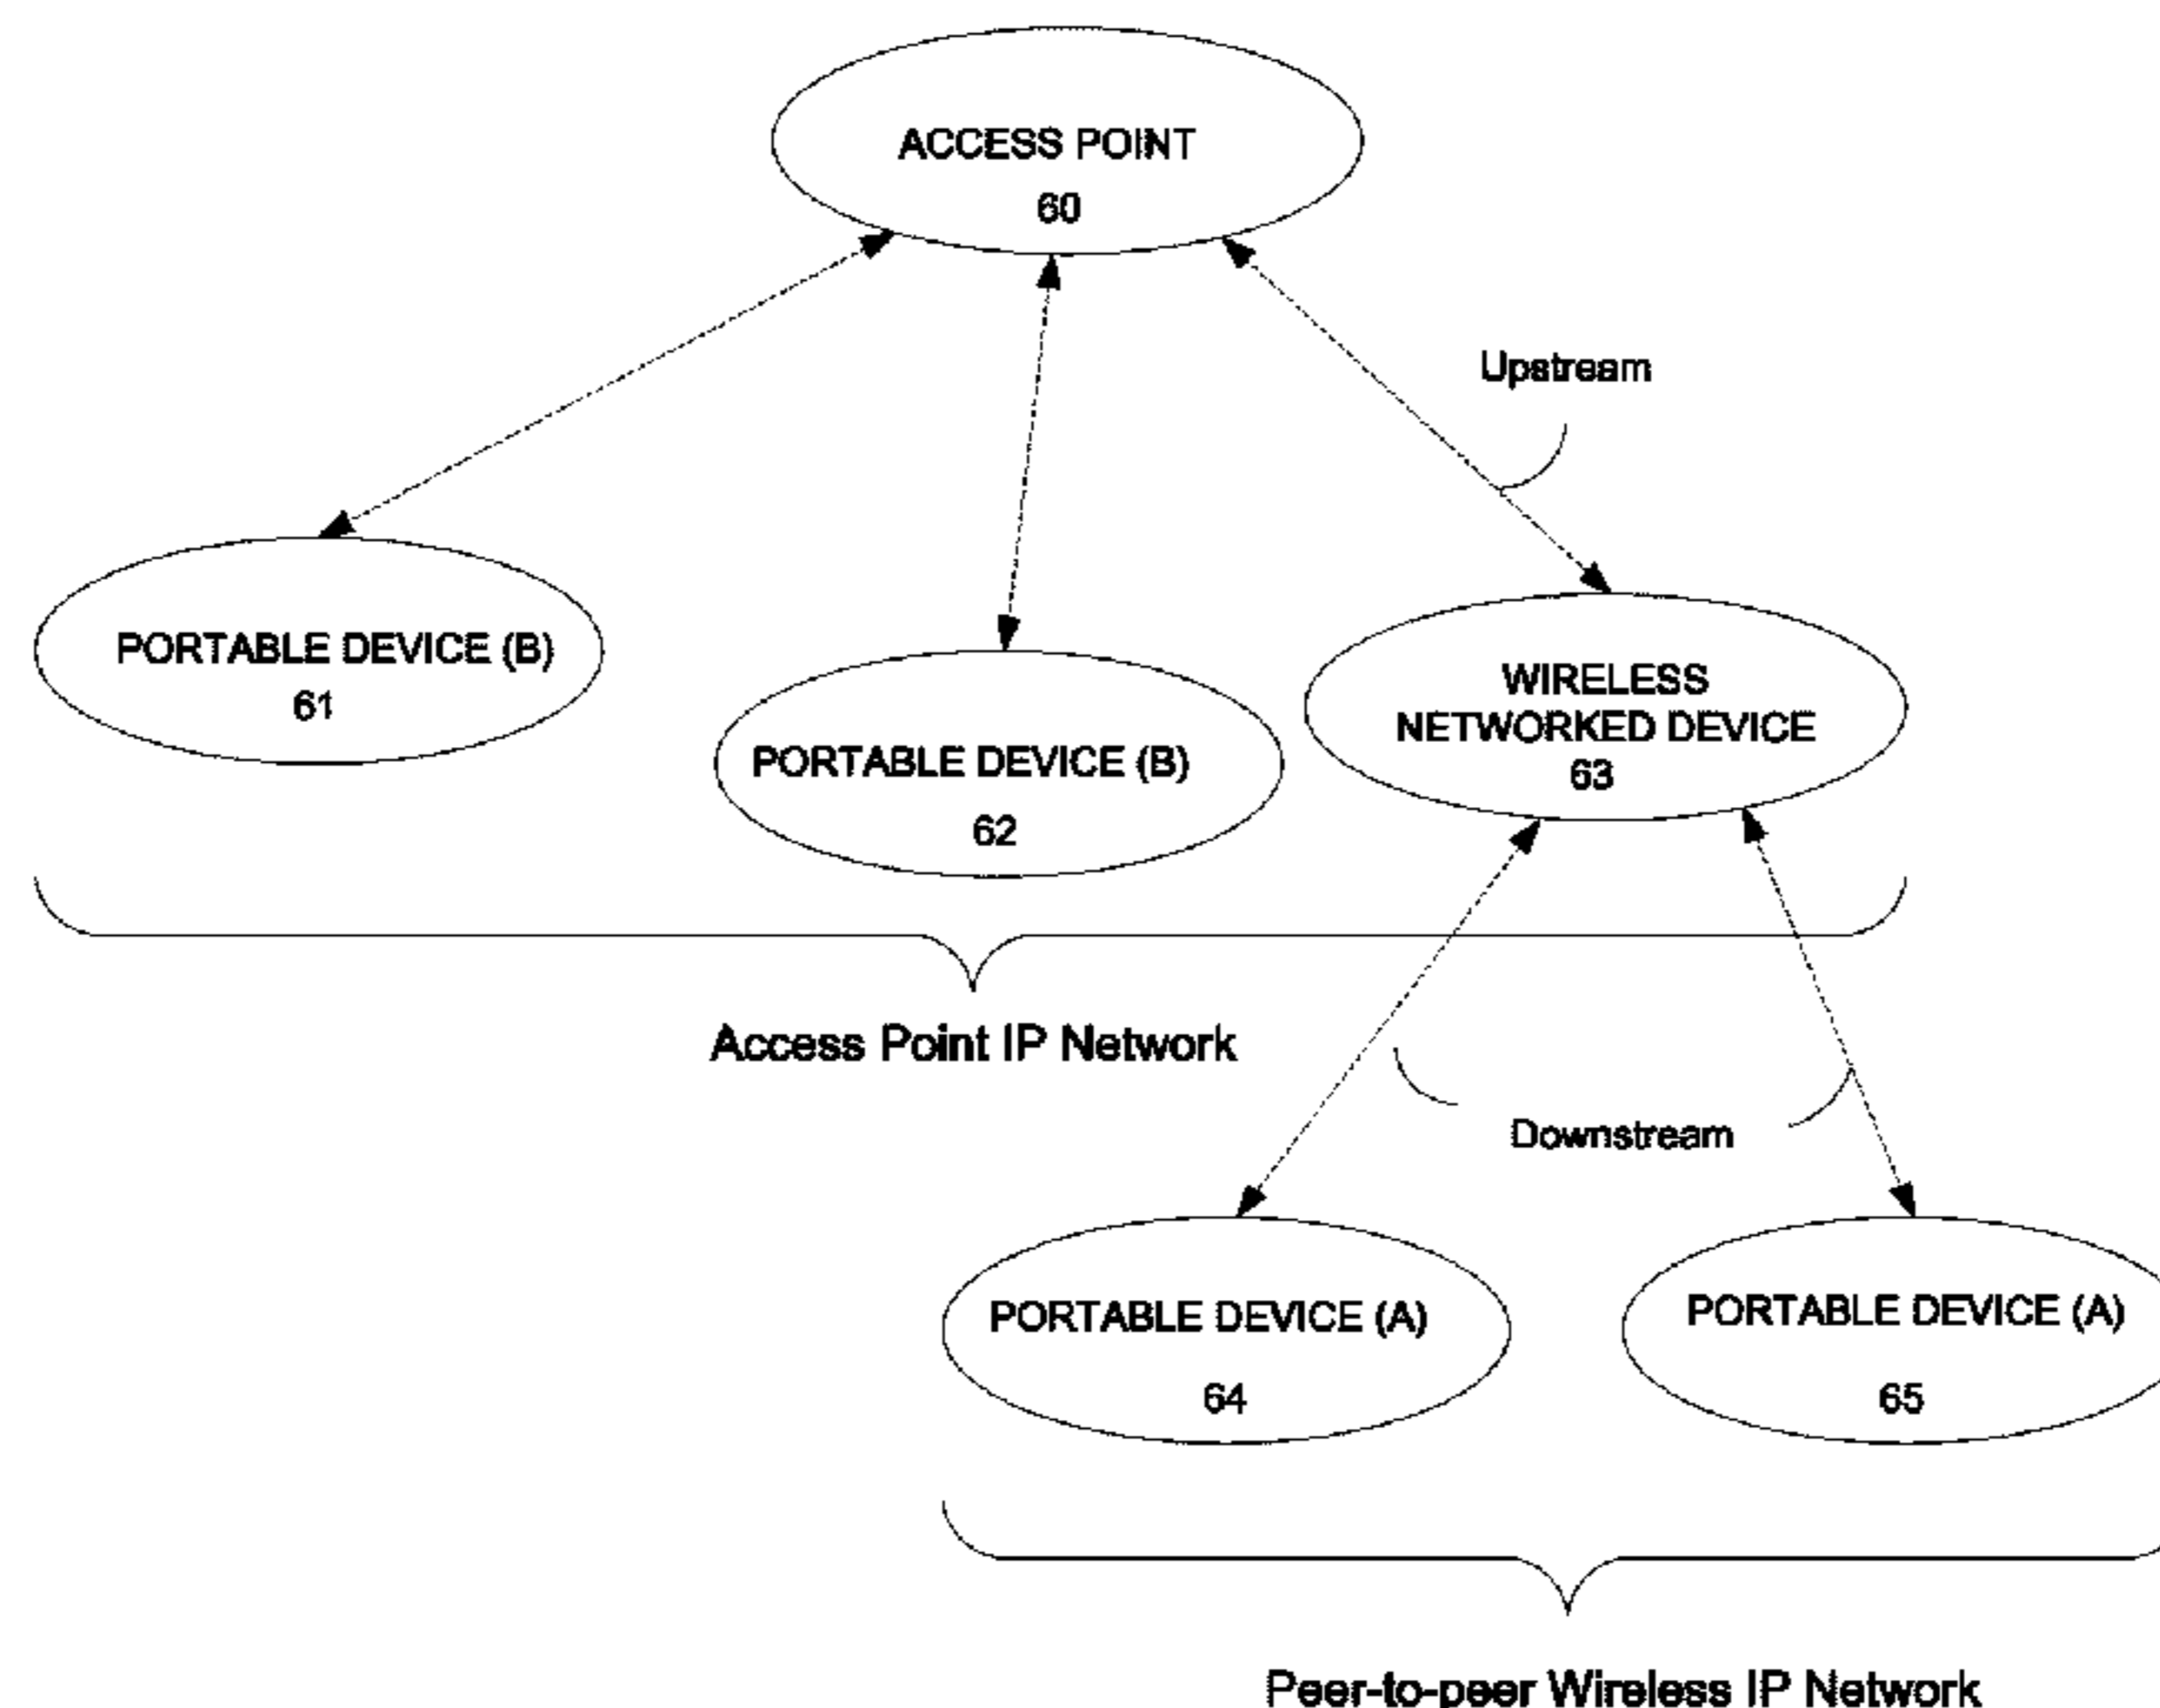 ACCESS POINT
60
Upstream
PORTABLE DEVICE (B)
61
PORTABLE DEVICE (B)
62
WIRELESS
NETWORKED DEVICE
63
Access Point IP Network
Downstream
PORTABLE DEVICE (A)
64
PORTABLE DEVICE (A)
65
Peer-to-peer Wireless IP Network